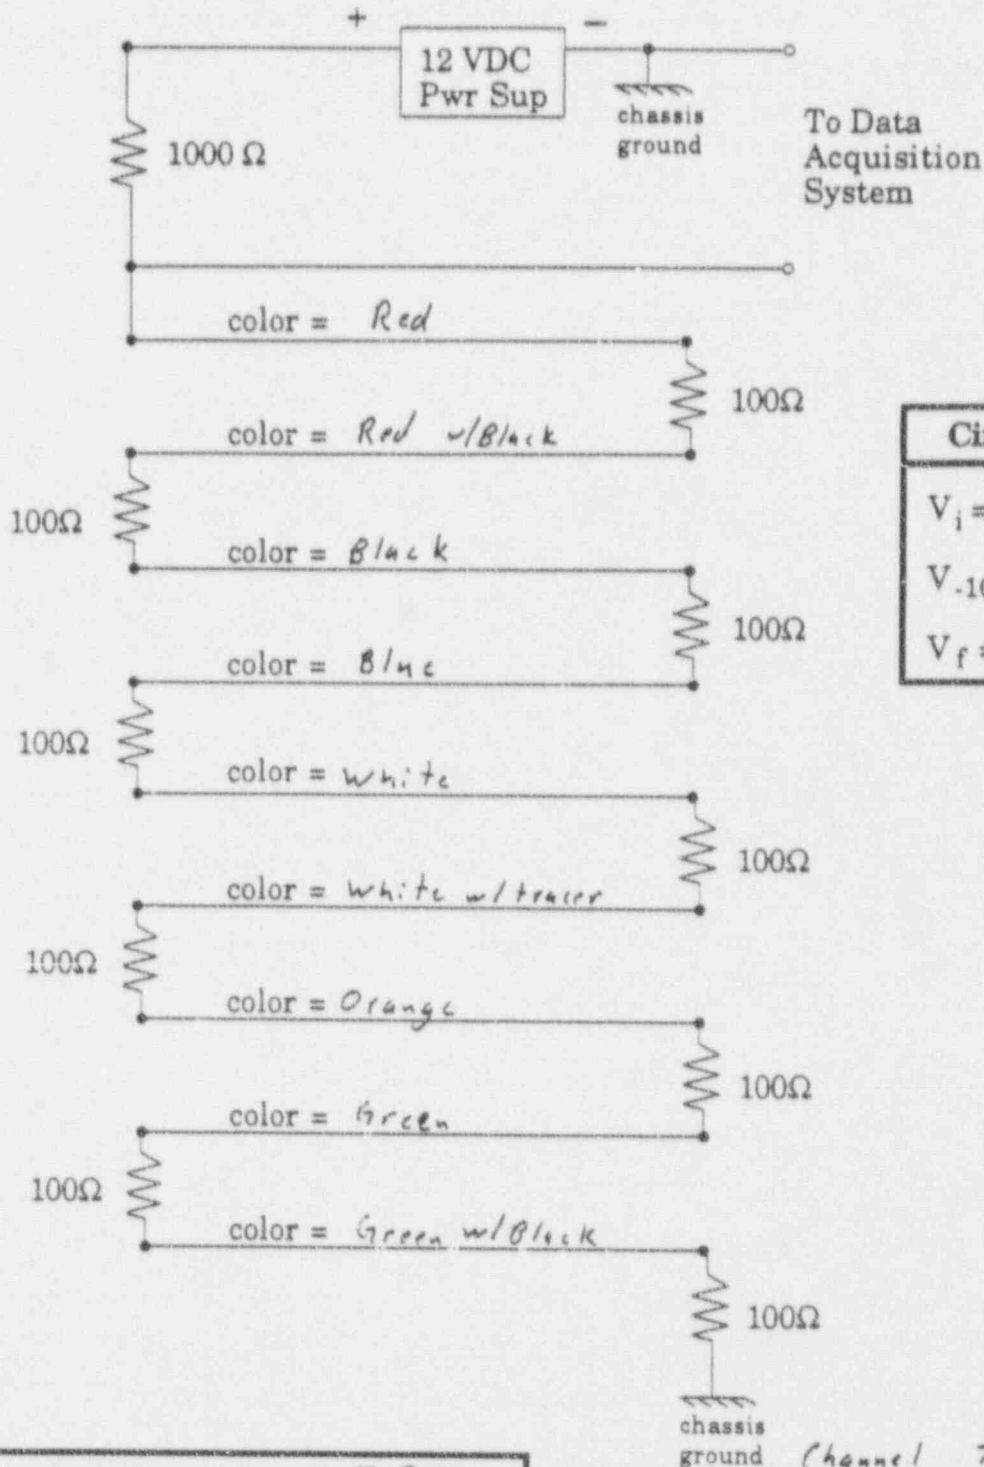 +
−
12 VDC
Pwr Sup
chassis
ground
To Data
Acquisition
System
1000 Ω
color = Red
100Ω
color = Red w/Black
100Ω
color = Black
100Ω
color = Blue
100Ω
color = White
100Ω
color = White w/tracer
100Ω
color = Orange
100Ω
color = Green
100Ω
color = Green w/Black
100Ω
chassis
ground
Channel
V_i =
V_f =